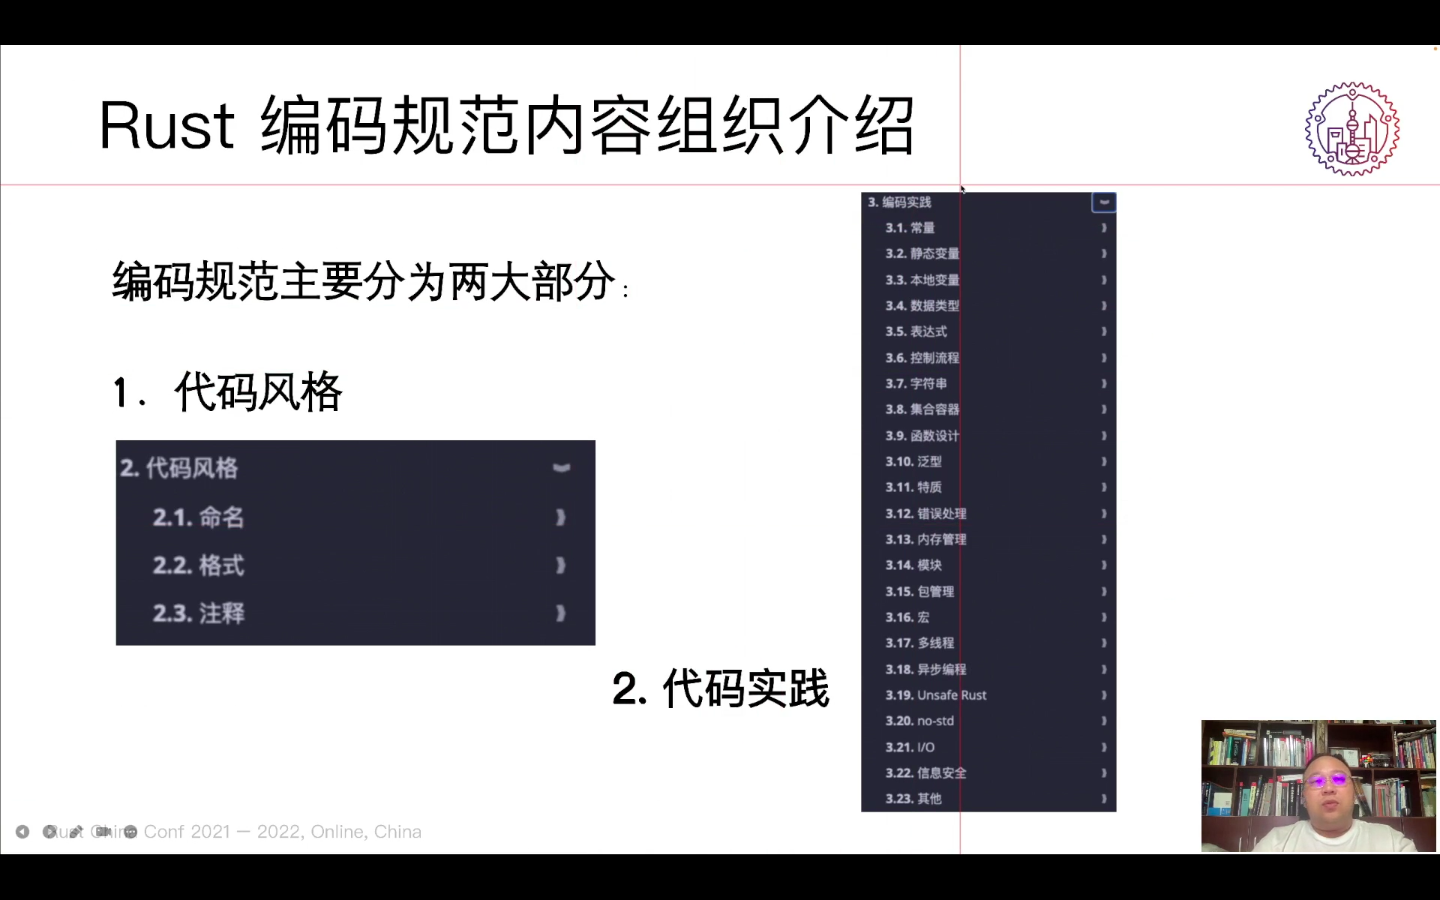 Rust 编码规范内容组织介绍
编码规范主要分为两大部分：
1. 代码风格
2. 代码风格
2.1. 命名
2.2. 格式
2.3. 注释
2. 代码实践
3. 编码实践
3.1. 常量
3.2. 静态变量
3.3. 本地变量
3.4. 数据类型
3.5. 表达式
3.6. 控制流程
3.7. 字符串
3.8. 集合容器
3.9. 函数设计
3.10. 泛型
3.11. 特质
3.12. 错误处理
3.13. 内存管理
3.14. 模块
3.15. 包管理
3.16. 宏
3.17. 多线程
3.18. 异步编程
3.19. Unsafe Rust
3.20. no-std
3.21. I/O
3.22. 信息安全
3.23. 其他
Rust China Conf 2021 — 2022, Online, China